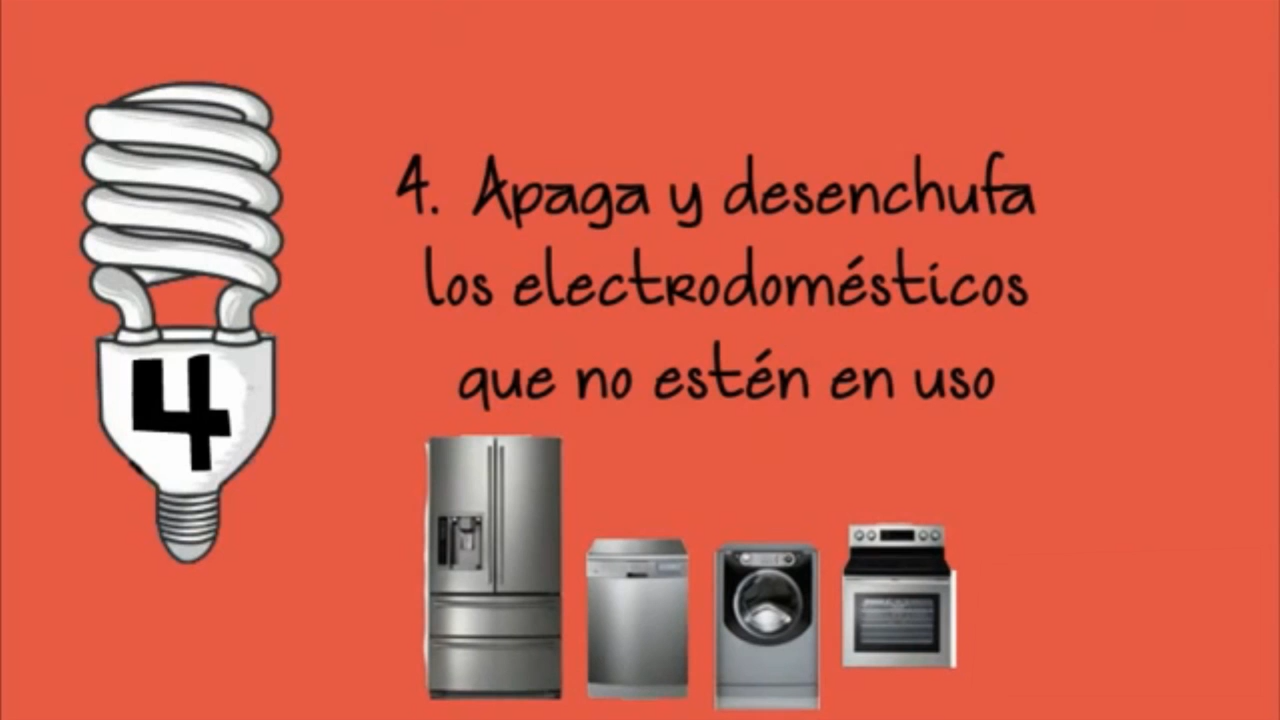 4
4. Apaga y desenchufa
los electrodomésticos
que no estén en uso